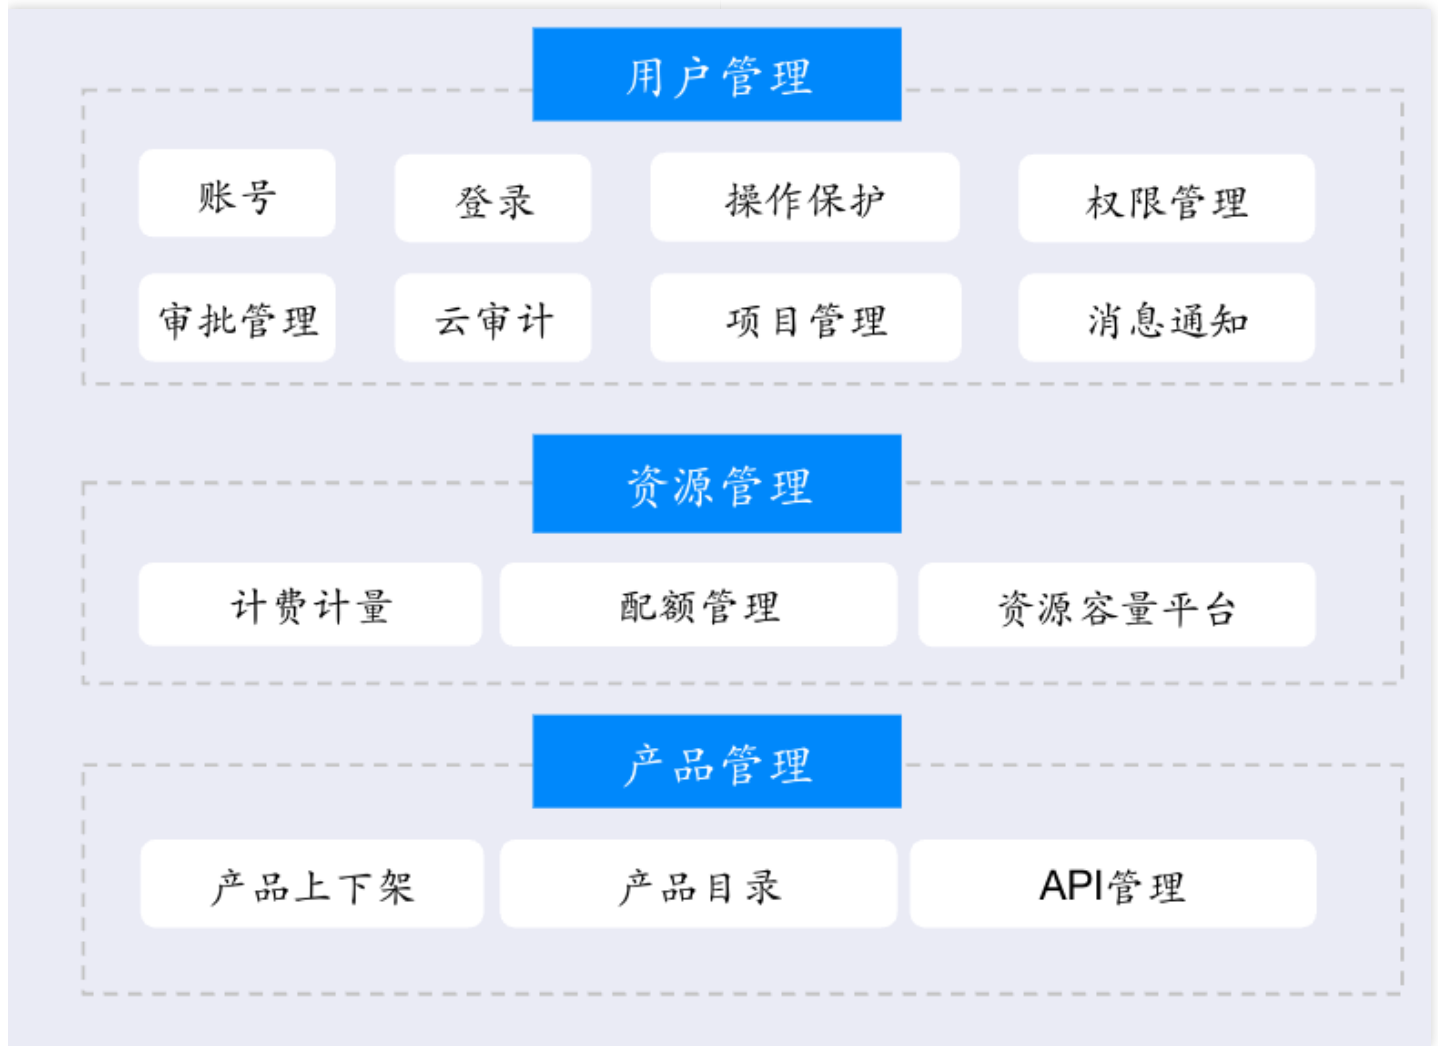 用户管理
账号 登录 操作保护 权限管理
审批管理 云审计 项目管理 消息通知
资源管理
计费计量 配额管理 资源容量平台
产品管理
产品上下架 产品目录 API管理